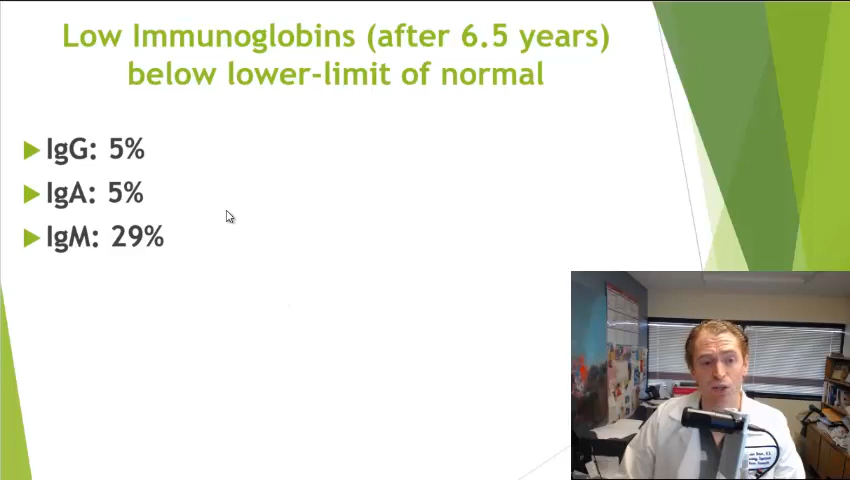 Low Immunoglobins (after 6.5 years)
below lower-limit of normal
IgG: 5%
IgA: 5%
IgM: 29%